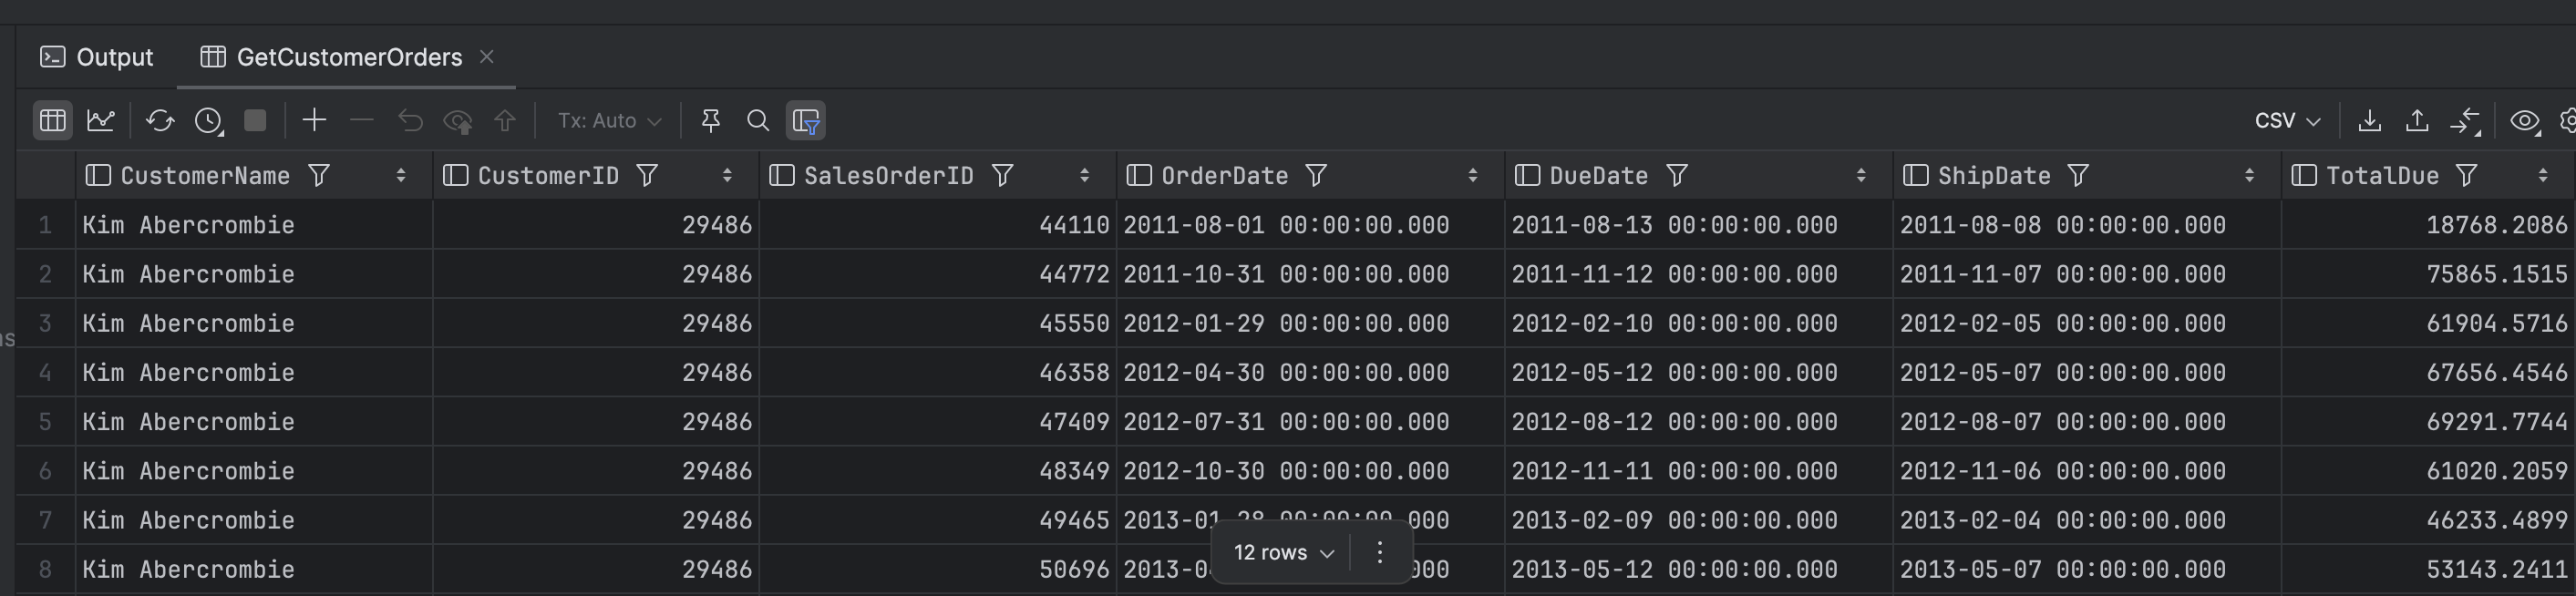 Output GetCustomerOrders
Tx: Auto CSV
CustomerName CustomerID SalesOrderID OrderDate DueDate ShipDate TotalDue
1 Kim Abercrombie 29486 44110 2011-08-01 00:00:00.000 2011-08-13 00:00:00.000 2011-08-08 00:00:00.000 18768.2086
2 Kim Abercrombie 29486 44772 2011-10-31 00:00:00.000 2011-11-12 00:00:00.000 2011-11-07 00:00:00.000 75865.1515
3 Kim Abercrombie 29486 45550 2012-01-29 00:00:00.000 2012-02-10 00:00:00.000 2012-02-05 00:00:00.000 61904.5716
4 Kim Abercrombie 29486 46358 2012-04-30 00:00:00.000 2012-05-12 00:00:00.000 2012-05-07 00:00:00.000 67656.4546
5 Kim Abercrombie 29486 47409 2012-07-31 00:00:00.000 2012-08-12 00:00:00.000 2012-08-07 00:00:00.000 69291.7744
6 Kim Abercrombie 29486 48349 2012-10-30 00:00:00.000 2012-11-11 00:00:00.000 2012-11-06 00:00:00.000 61020.2059
7 Kim Abercrombie 29486 49465 2013-01-28 00:00:00.000 2013-02-09 00:00:00.000 2013-02-04 00:00:00.000 46233.4899
12 rows
8 Kim Abercrombie 29486 50696 2013-05-12 00:00:00.000 2013-05-07 00:00:00.000 53143.2411